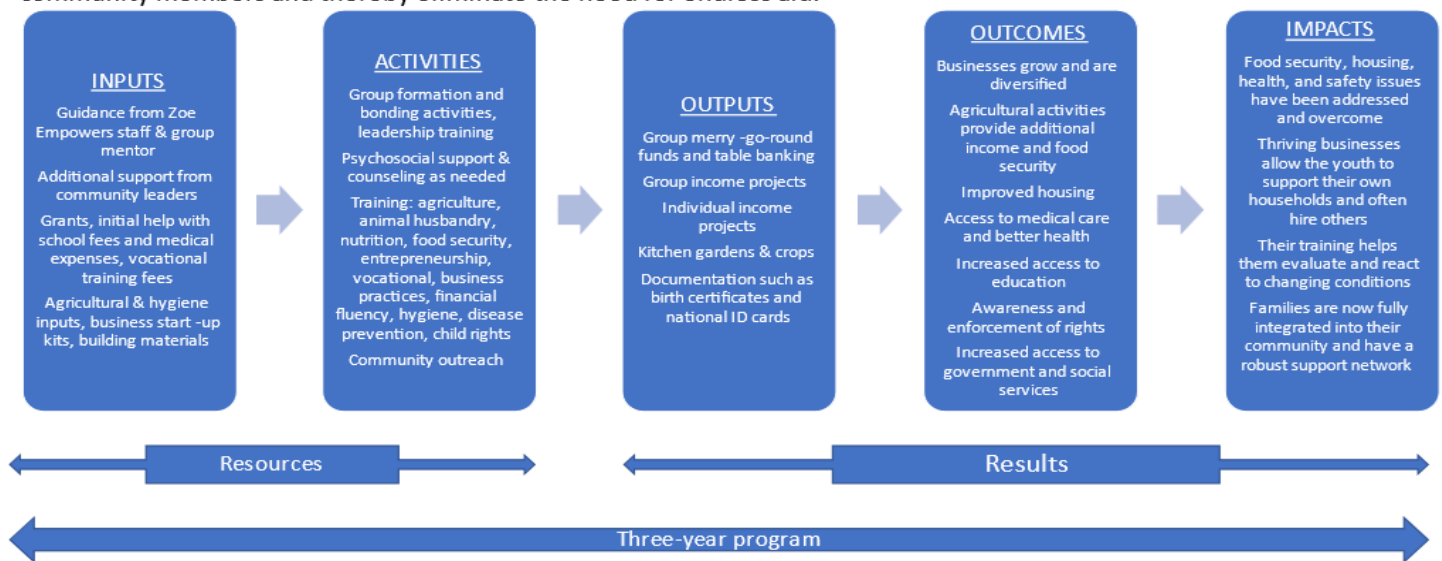 INPUTS
Guidance from Zoe
Empowers staff & group
mentor
Additional support from
community leaders
Grants, initial help with
school fees and medical
expenses, vocational
training fees
Agricultural & hygiene
inputs, business start -up
kits, building materials
ACTIVITIES
Group formation and
bonding activities,
leadership training
Psychosocial support &
counseling as needed
Training: agriculture,
animal husbandry,
nutrition, food security,
entrepreneurship,
vocational, business
practices, financial
fluency, hygiene, disease
prevention, child rights
Community outreach
OUTPUTS
Group merry -go-round
funds and table banking
Group income projects
Individual income
projects
Kitchen gardens & crops
Documentation such as
birth certificates and
national ID cards
OUTCOMES
Businesses grow and are
diversified
Agricultural activities
provide additional
income and food
security
Improved housing
Access to medical care
and better health
Increased access to
education
Awareness and
enforcement of rights
Increased access to
government and social
services
IMPACTS
Food security, housing,
health, and safety issues
have been addressed
and overcome
Thriving businesses
allow the youth to
support their own
households and often
hire others
Their training helps
them evaluate and react
to changing conditions
Families are now fully
integrated into their
community and have a
robust support network
Resources
Results
Three-year program